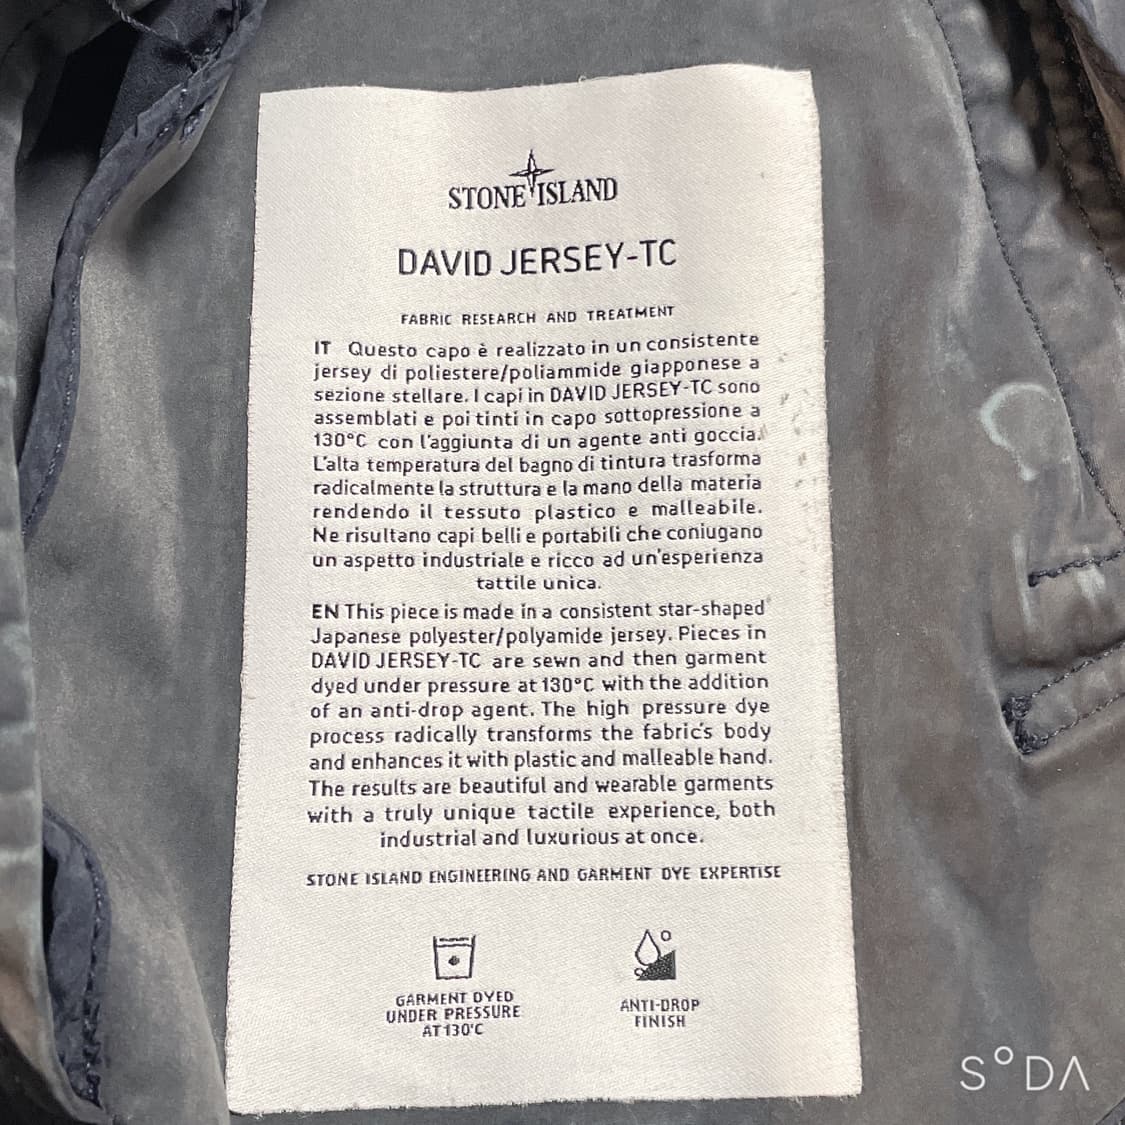 STONE ISLAND
DAVID JERSEY-TC
FABRIC RESEARCH AND TREATMENT
IT Questo capo è realizzato in un consistente
jersey di poliestere/poliammide giapponese a
sezione stellare. I capi in DAVID JERSEY-TC sono
assemblati e poi tinti in capo sottopressione a
130°C con l'aggiunta di un agente anti goccia.
L'alta temperatura del bagno di tintura trasforma
radicalmente la struttura e la mano della materia
rendendo il tessuto plastico e malleabile.
Ne risultano capi belli e portabili che coniugano
un aspetto industriale e ricco ad un'esperienza
tattile unica.
EN This piece is made in a consistent star-shaped
Japanese polyester/polyamide jersey. Pieces in
DAVID JERSEY-TC are sewn and then garment
dyed under pressure at 130°C with the addition
of an anti-drop agent. The high pressure dye
process radically transforms the fabric's body
and enhances it with plastic and malleable hand.
The results are beautiful and wearable garments
with a truly unique tactile experience, both
industrial and luxurious at once.
STONE ISLAND ENGINEERING AND GARMENT DYE EXPERTISE
GARMENT DYED
UNDER PRESSURE
AT 130°C
ANTI-DROP
FINISH
S°DA